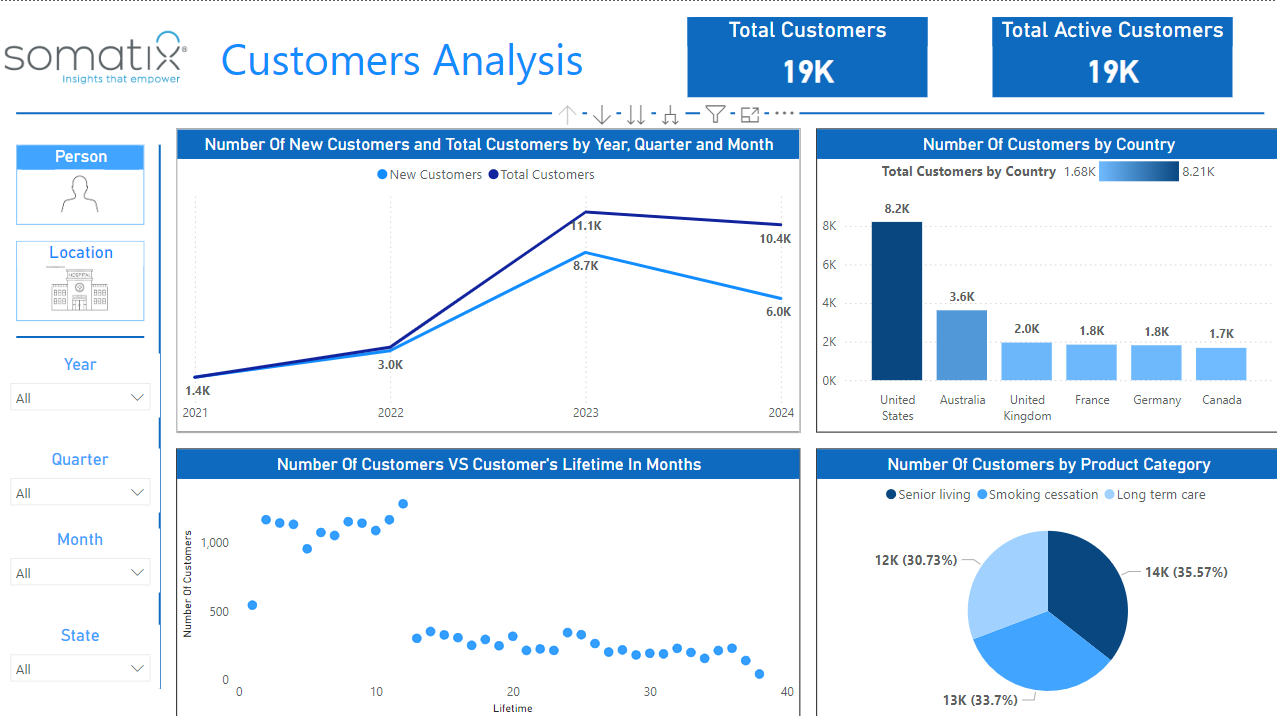 somatix®
Insights that empower
Customers Analysis
Total Customers
19K
Total Active Customers
19K
Person
Location
HOSPITAL
Year
All
Quarter
All
Month
All
State
All
Number Of New Customers and Total Customers by Year, Quarter and Month
New Customers Total Customers
11.1K
10.4K
8.7K
6.0K
3.0K
1.4K
2021 2022 2023 2024
Number Of Customers by Country
Total Customers by Country 1.68K 8.21K
8.2K
8K
6K
4K
3.6K
2.0K
1.8K
1.8K
1.7K
2K
0K
United States
Australia
United Kingdom
France
Germany
Canada
Number Of Customers VS Customer's Lifetime In Months
Number Of Customers
1,000
500
0
0 10 20 30 40
Lifetime
Number Of Customers by Product Category
Senior living Smoking cessation Long term care
12K (30.73%)
14K (35.57%)
13K (33.7%)